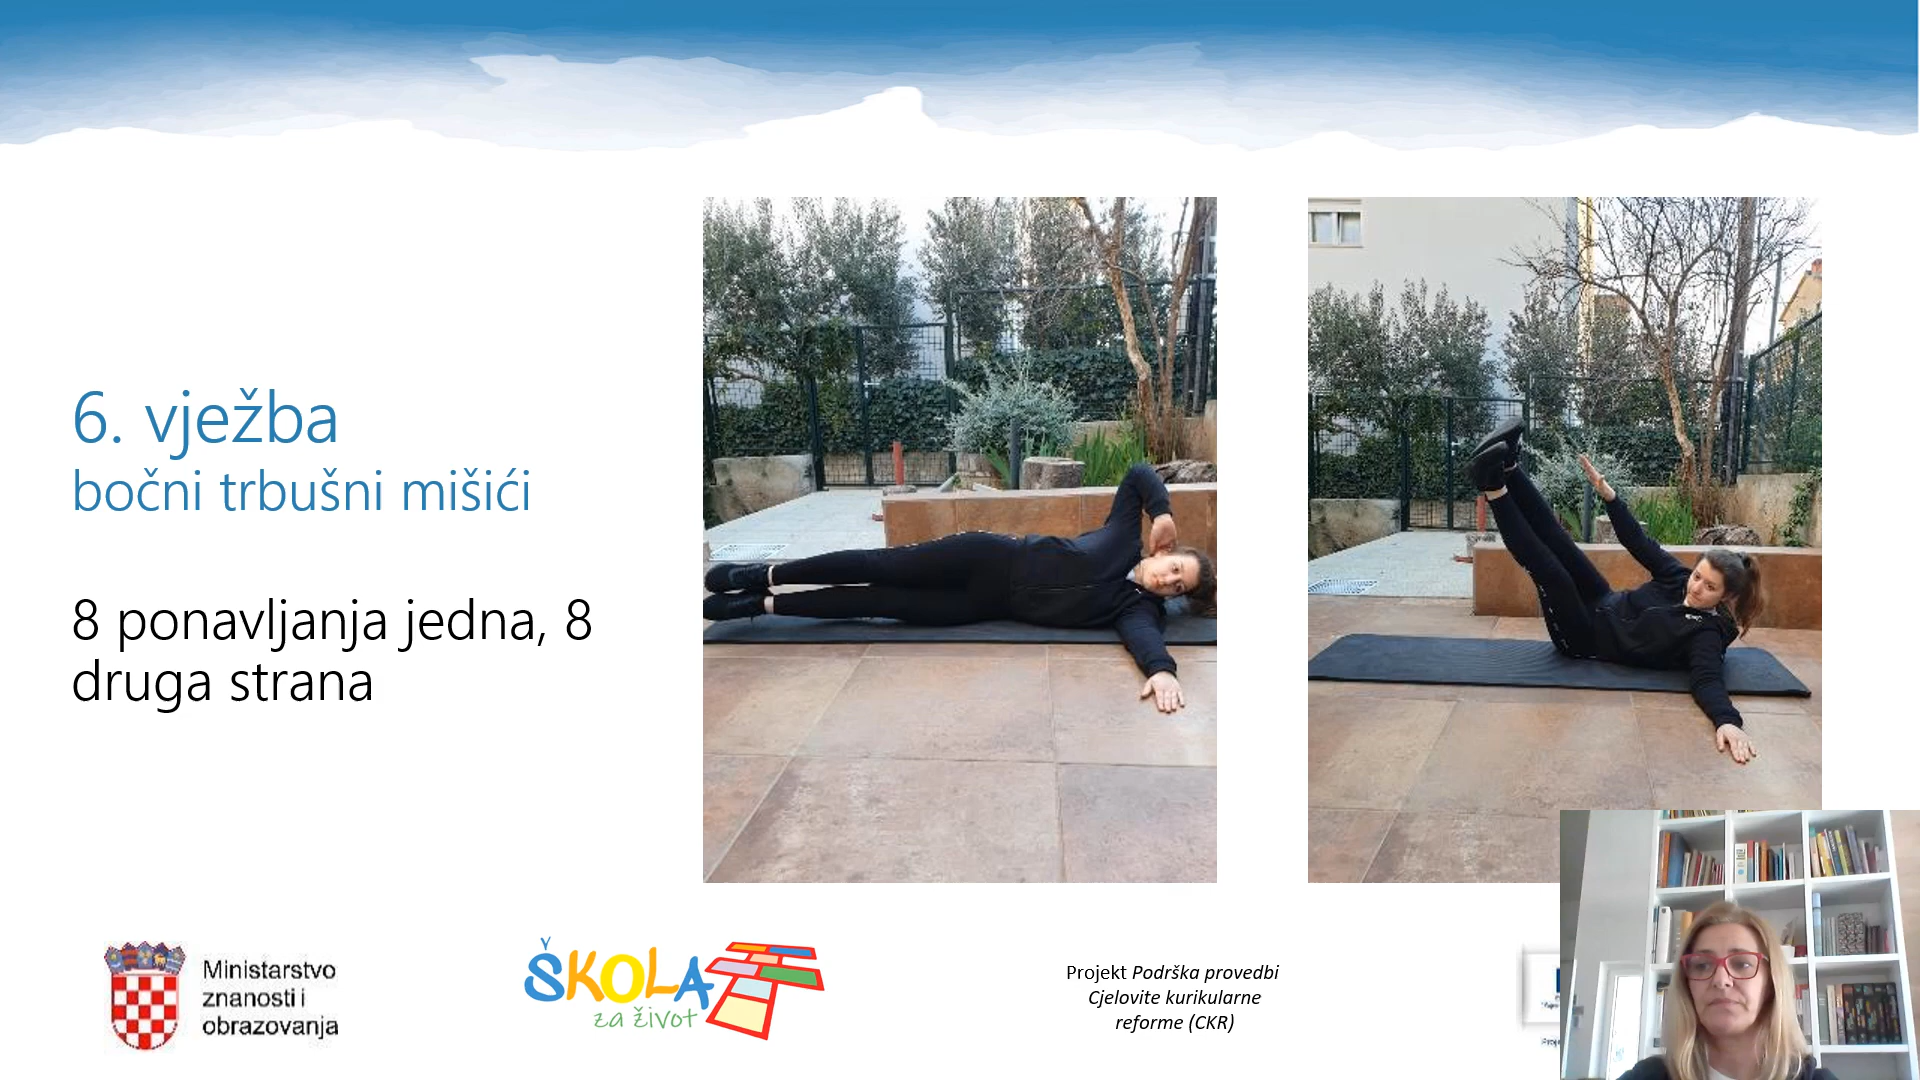 6. vježba
bočni trbušni mišići
8 ponavljanja jedna, 8
druga strana
Ministarstvo
znanosti i
obrazovanja
ŠKOLA
za život
Projekt Podrška provedbi
Cjelovite kurikularne
reforme (CKR)